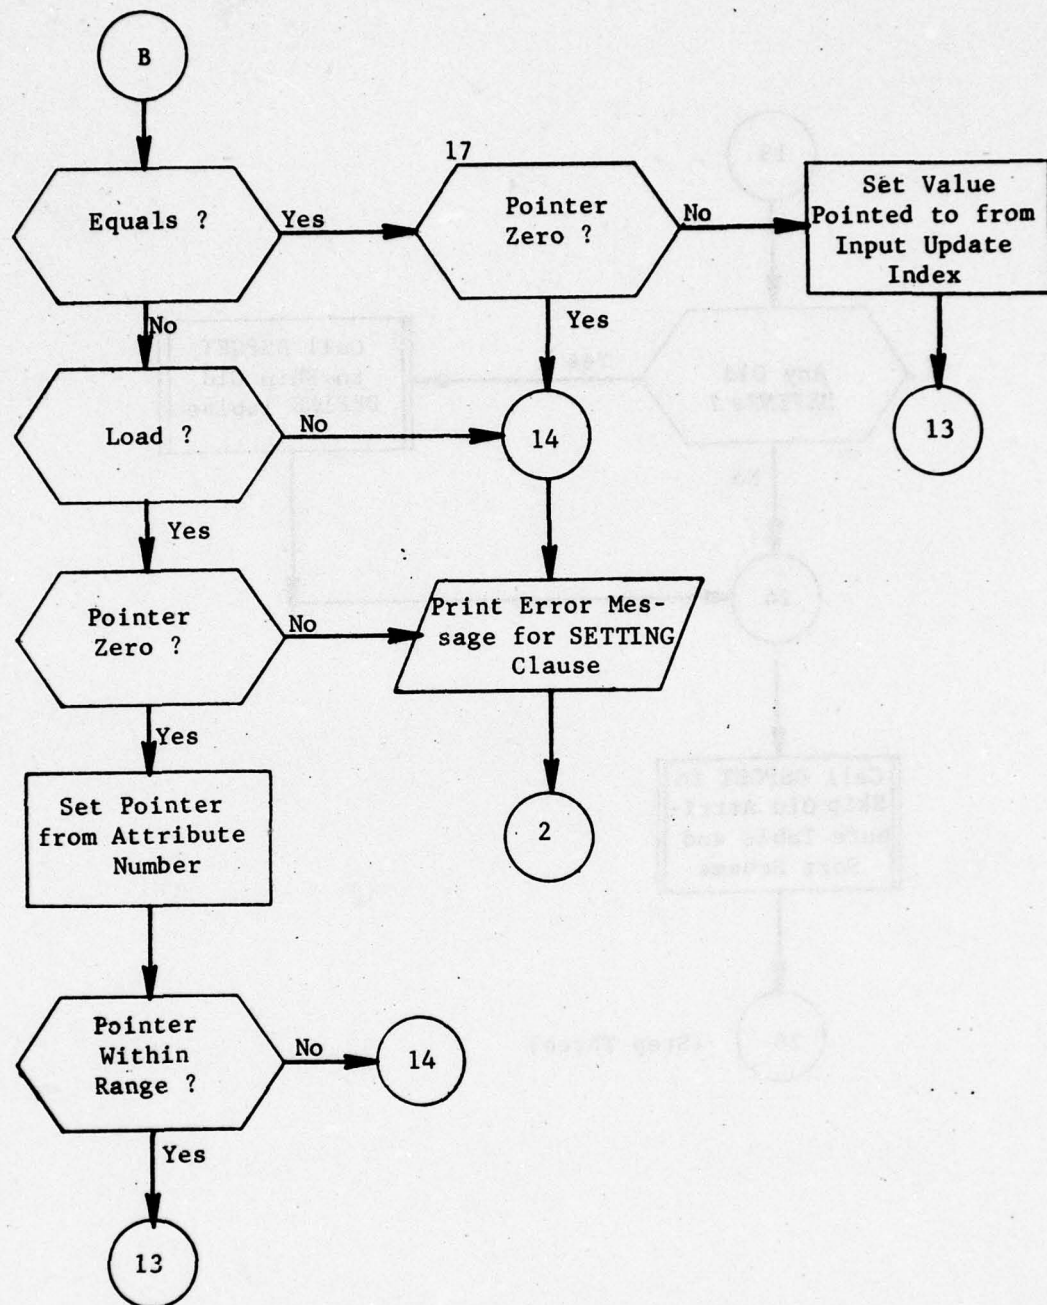 B
Equals ?
Yes
17
Pointer
Zero ?
No
Set Value
Pointed to from
Input Update
Index
No
Yes
13
Load ?
No
14
Yes
Pointer
Zero ?
No
Print Error Mes-
sage for SETTING
Clause
Yes
2
Set Pointer
from Attribute
Number
Pointer
Within
Range ?
No
14
Yes
13